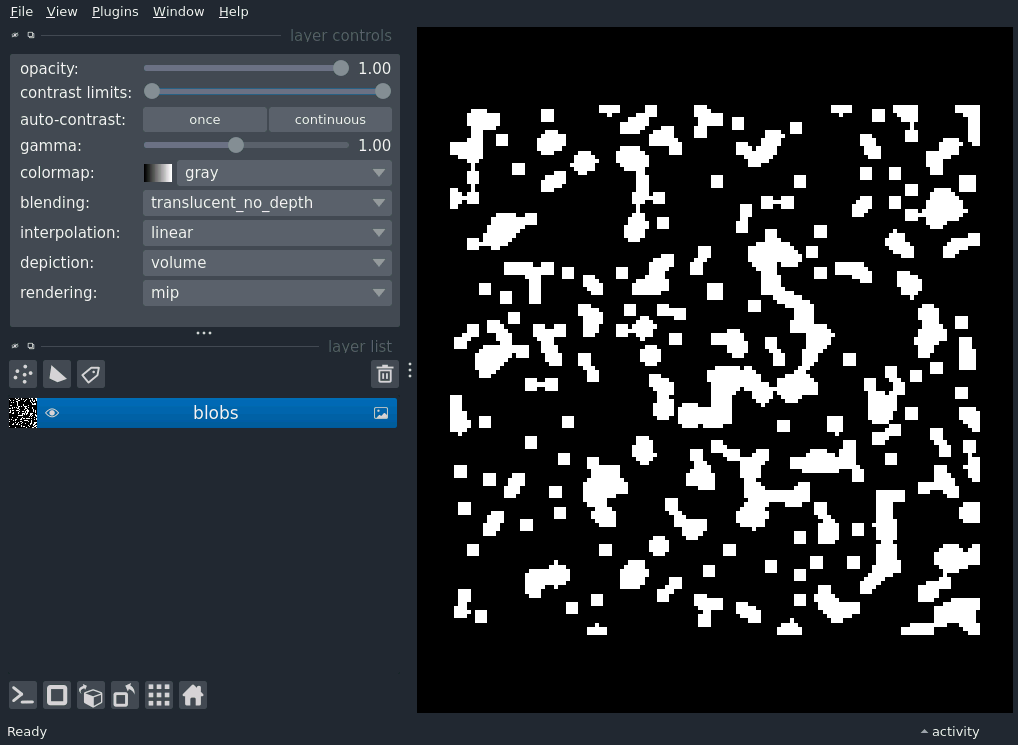 File View Plugins Window Help
layer controls
opacity: 1.00
contrast limits:
auto-contrast: once continuous
gamma: 1.00
colormap: gray
blending: translucent_no_depth
interpolation: linear
depiction: volume
rendering: mip
layer list
blobs
Ready activity